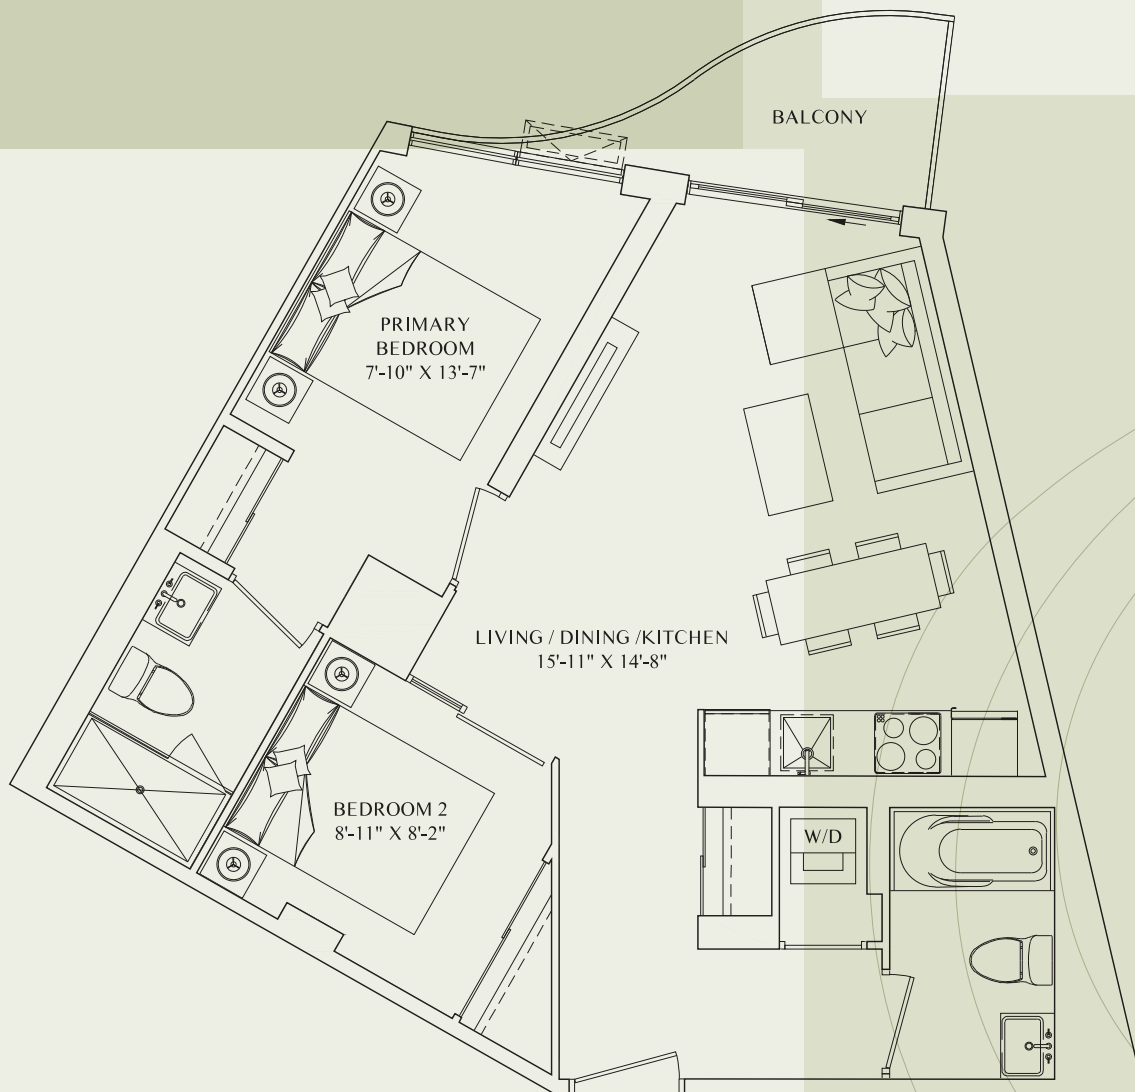 BALCONY
PRIMARY
BEDROOM
7'-10" X 13'-7"
LIVING / DINING /KITCHEN
15'-11" X 14'-8"
BEDROOM 2
8'-11" X 8'-2"
W/D